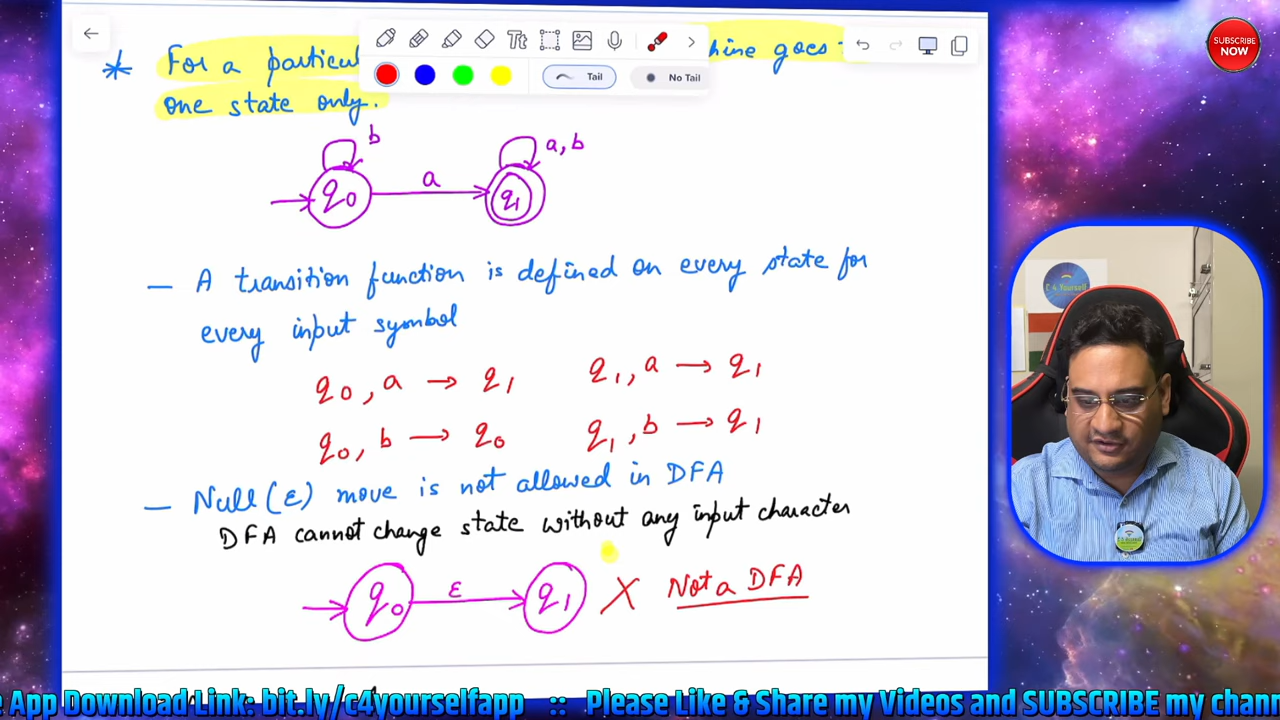 * For a particul hine goes
one state only.
Tail
No Tail
SUBSCRIBE
NOW
b
a, b
q0
a
q1
– A transition function is defined on every state for
every input symbol
q0, a → q1 q1, a → q1
q0, b → q0 q1, b → q1
– Null (ε) move is not allowed in DFA
DFA cannot change state without any input character
q0 ε q1 X Not a DFA
C 4 Yourself
e App Download Link: bit.ly/c4yourselfapp :: Please Like & Share my Videos and SUBSCRIBE my chann